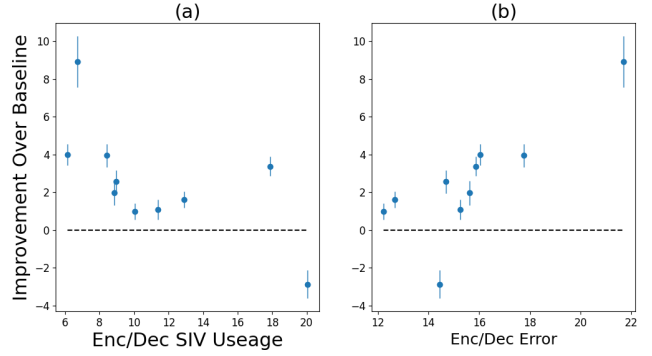 (a)
(b)
Improvement Over Baseline
10
8
6
4
2
0
−2
−4
6 8 10 12 14 16 18 20
Enc/Dec SIV Useage
10
8
6
4
2
0
−2
−4
12 14 16 18 20 22
Enc/Dec Error